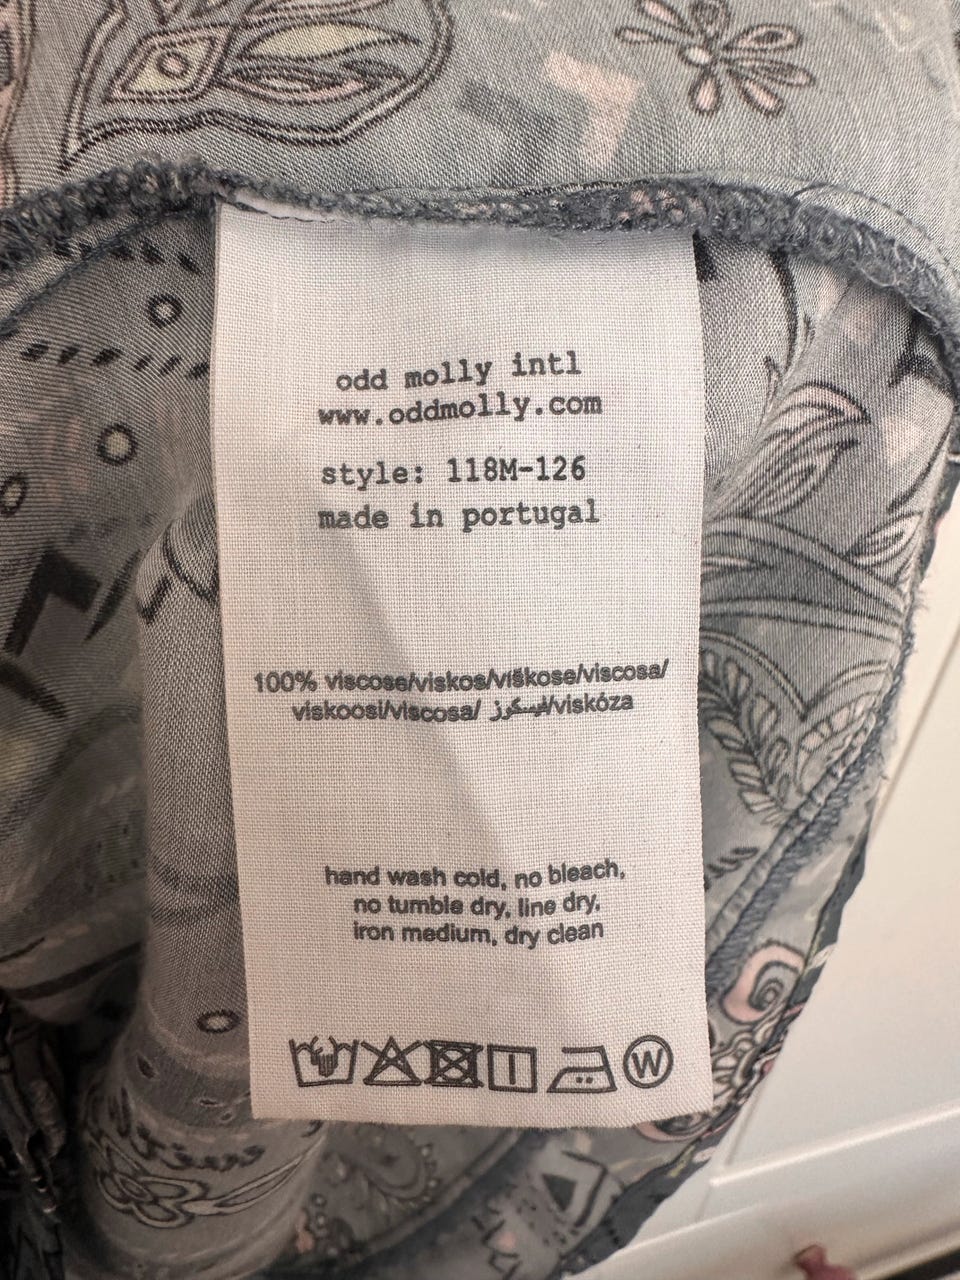 odd molly intl
www.oddmolly.com
style: 118M-126
made in portugal
100% viscose/viskos/viškose/viscosa/
viskoosi/viscosa/ فيسكوز/viskóza
hand wash cold, no bleach,
no tumble dry, line dry,
iron medium, dry clean
W